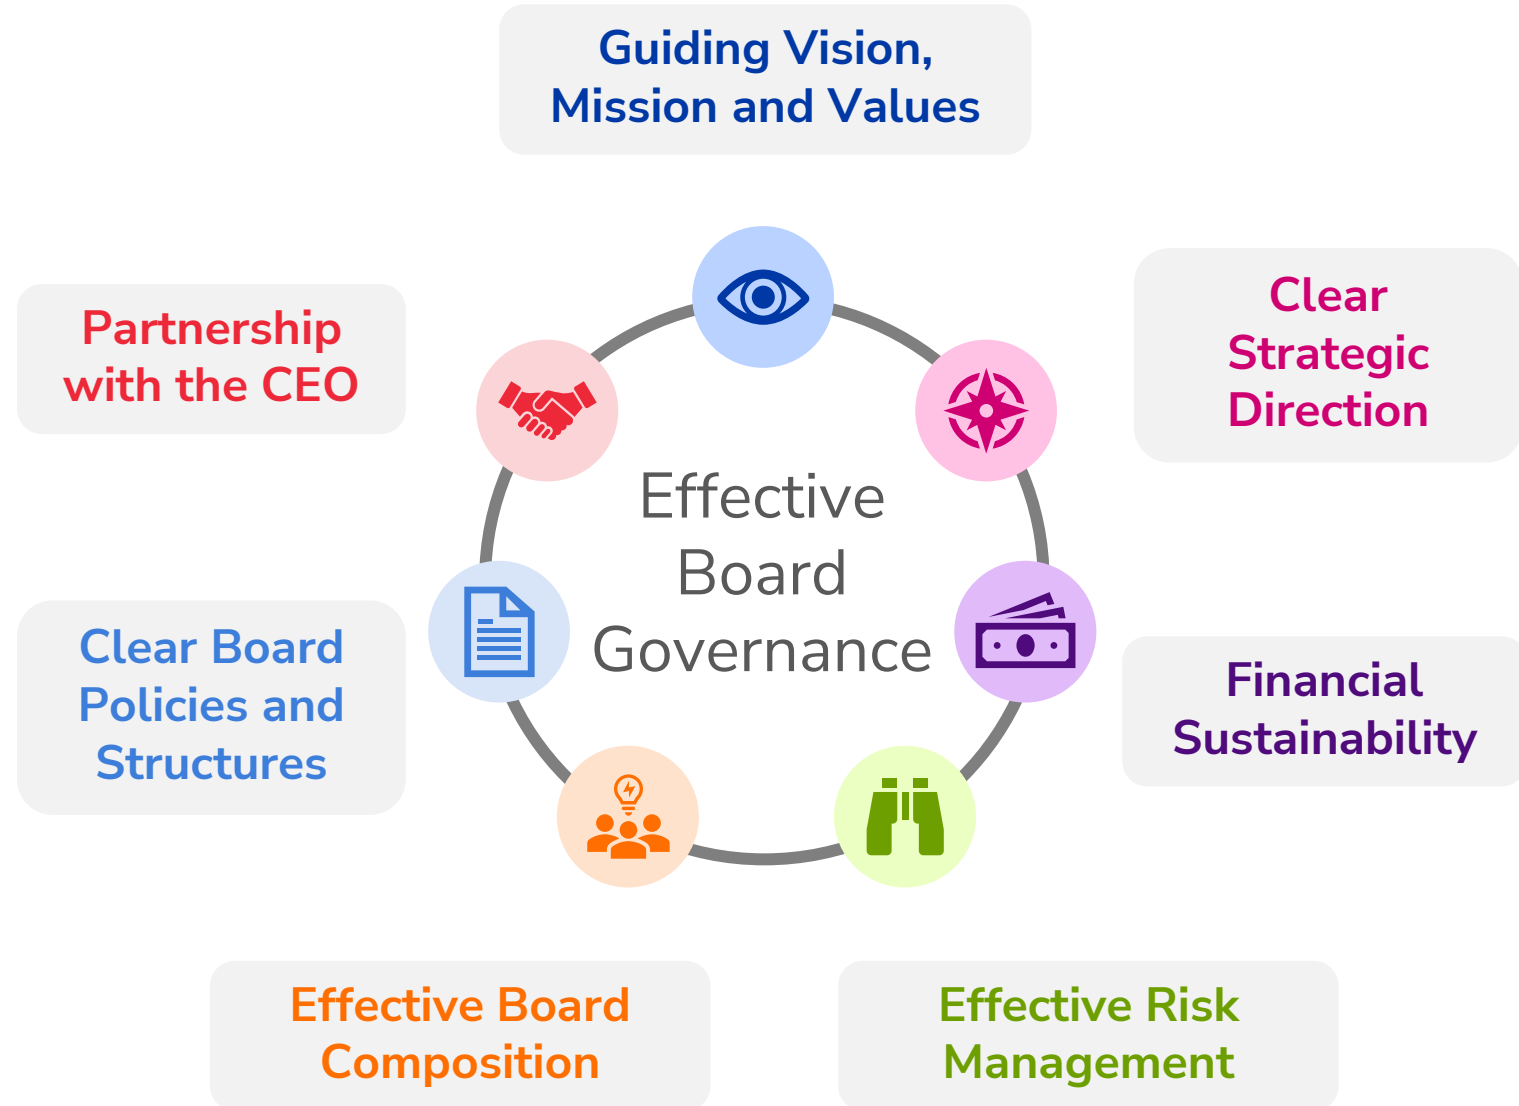 Guiding Vision,
Mission and Values
Partnership
with the CEO
Clear
Strategic
Direction
Effective
Board
Governance
Clear Board
Policies and
Structures
Financial
Sustainability
Effective Board
Composition
Effective Risk
Management